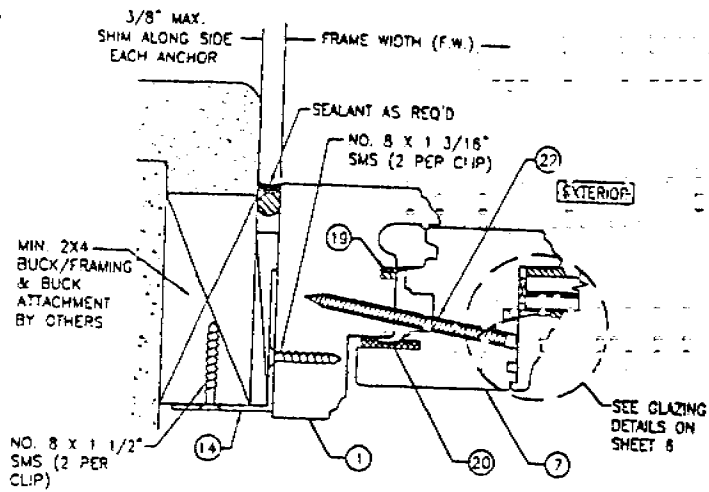 3/8" MAX.
SHIM ALONG SIDE
EACH ANCHOR
FRAME WIDTH (F.W.)
SEALANT AS REQ'D
NO. 8 X 1 3/16"
SMS (2 PER CLIP)
22
EXTERIOR
19
MIN. 2X4
BUCK/FRAMING
& BUCK
ATTACHMENT
BY OTHERS
SEE GLAZING
DETAILS ON
SHEET 6
NO. 8 X 1 1/2"
SMS (2 PER
CLIP)
14
1
20
7